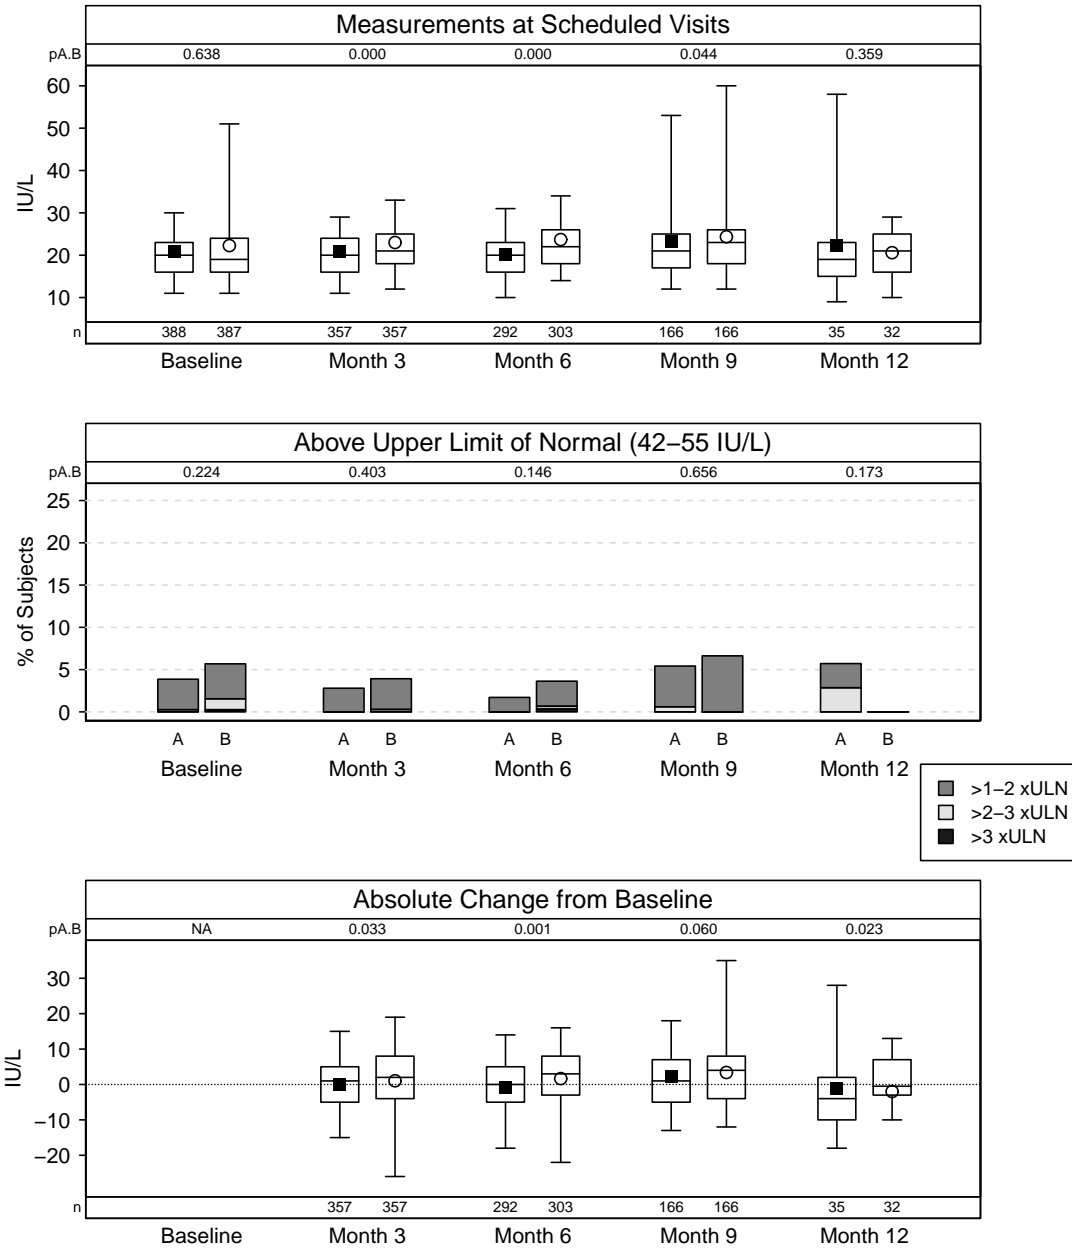 Measurements at Scheduled Visits
pA.B 0.638 0.000 0.000 0.044 0.359
60
50
40
30
20
10
IU/L
n 388 387 357 357 292 303 166 166 35 32
Baseline Month 3 Month 6 Month 9 Month 12
Above Upper Limit of Normal (42−55 IU/L)
pA.B 0.224 0.403 0.146 0.656 0.173
25
20
15
10
5
0
% of Subjects
A B A B A B A B A B
Baseline Month 3 Month 6 Month 9 Month 12
>1−2 xULN
>2−3 xULN
>3 xULN
Absolute Change from Baseline
pA.B NA 0.033 0.001 0.060 0.023
30
20
10
0
−10
−20
IU/L
n 357 357 292 303 166 166 35 32
Baseline Month 3 Month 6 Month 9 Month 12